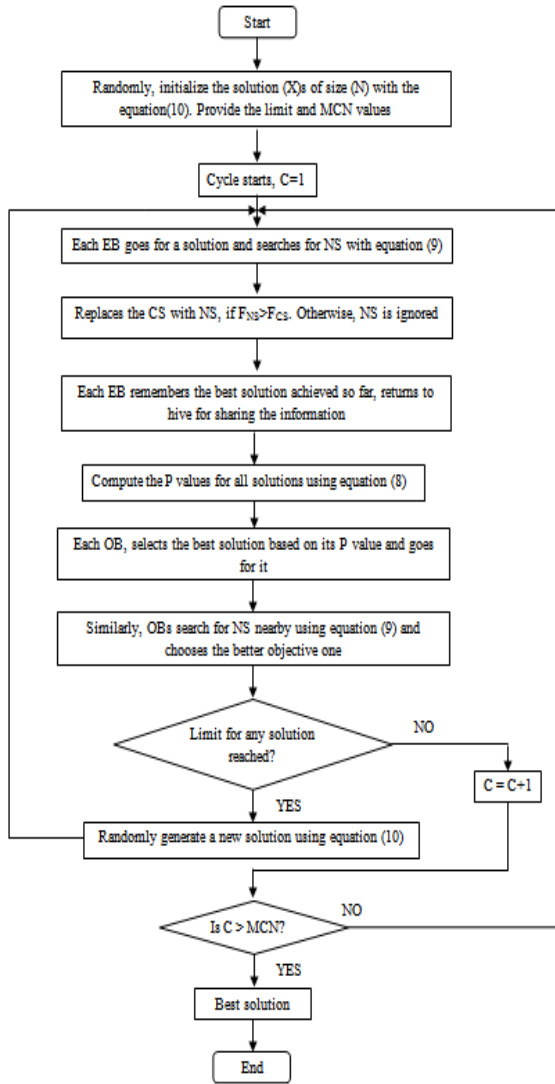 Start
Randomly, initialize the solution (X)s of size (N) with the
equation(10). Provide the limit and MCN values
Cycle starts, C=1
Each EB goes for a solution and searches for NS with equation (9)
Replaces the CS with NS, if FNS>FCS. Otherwise, NS is ignored
Each EB remembers the best solution achieved so far, returns to
hive for sharing the information
Compute the P values for all solutions using equation (8)
Each OB, selects the best solution based on its P value and goes
for it
Similarly, OBs search for NS nearby using equation (9) and
chooses the better objective one
Limit for any solution
reached?
NO
C = C+1
YES
Randomly generate a new solution using equation (10)
Is C > MCN?
NO
YES
Best solution
End